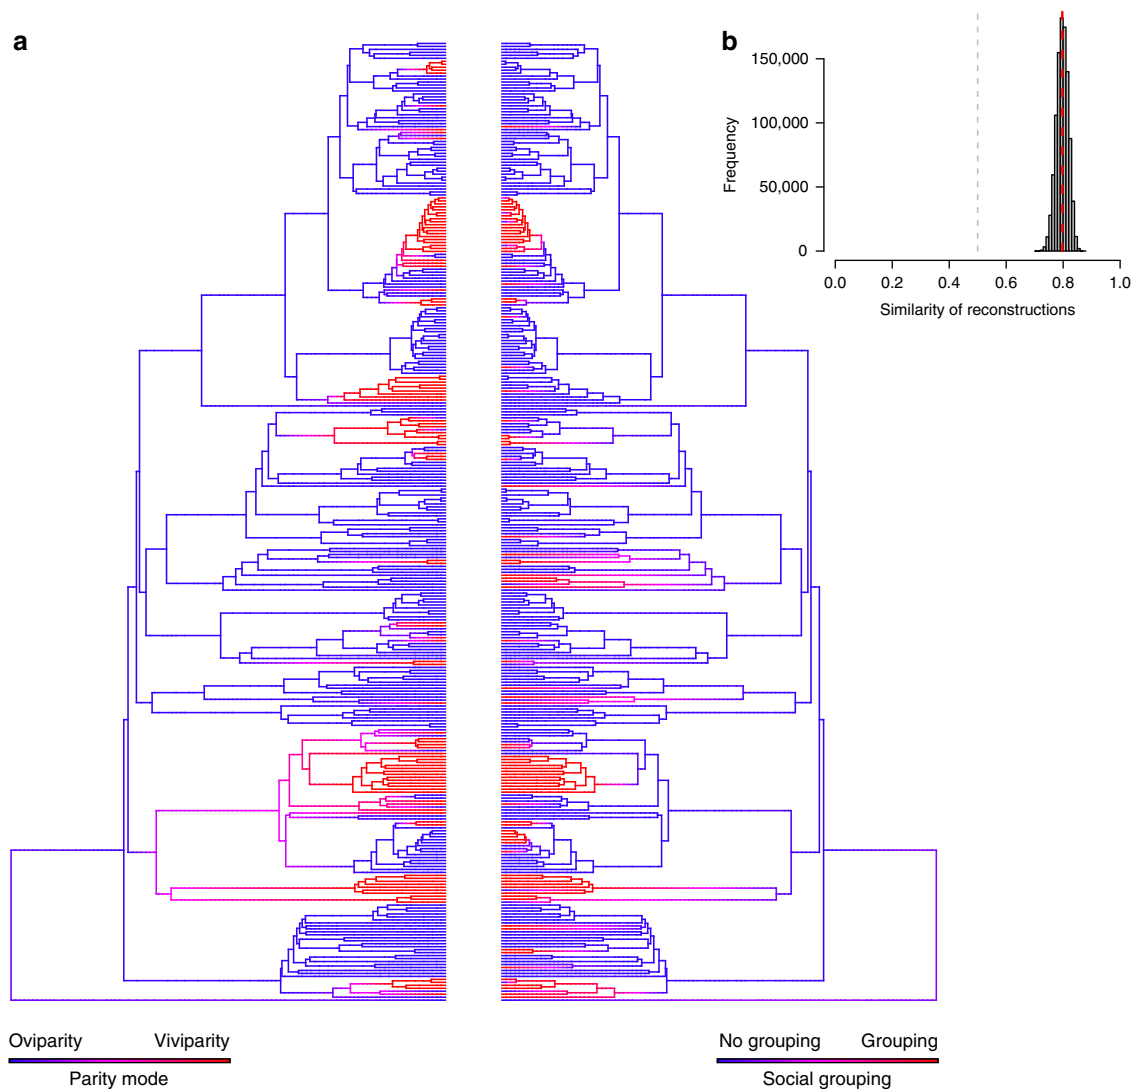 a
b
150,000
100,000
50,000
0
Frequency
0.0 0.2 0.4 0.6 0.8 1.0
Similarity of reconstructions
Oviparity Viviparity
Parity mode
No grouping Grouping
Social grouping